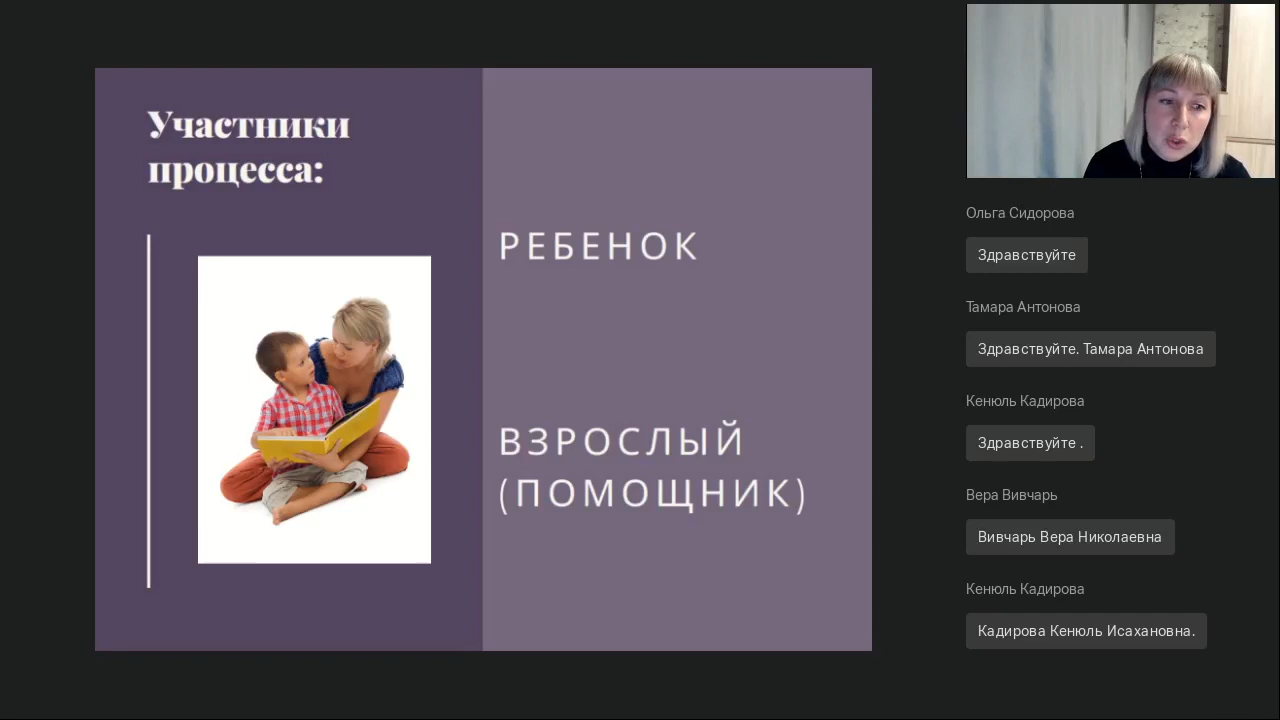 Участники
процесса:
РЕБЕНОК
ВЗРОСЛЫЙ
(ПОМОЩНИК)
Ольга Сидорова
Здравствуйте
Тамара Антонова
Здравствуйте. Тамара Антонова
Кенюль Кадирова
Здравствуйте .
Вера Вивчарь
Вивчарь Вера Николаевна
Кенюль Кадирова
Кадирова Кенюль Исахановна.